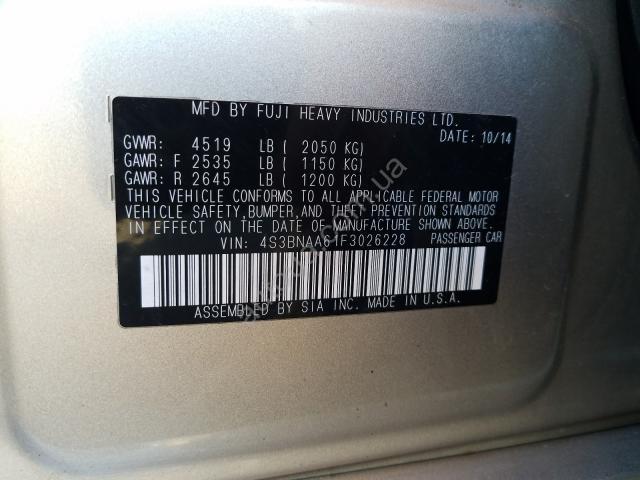 MFD BY FUJI HEAVY INDUSTRIES LTD.
DATE: 10/14
GVWR: 4519 LB ( 2050 KG)
GAWR: F 2535 LB ( 1150 KG)
GAWR: R 2645 LB ( 1200 KG)
THIS VEHICLE CONFORMS TO ALL APPLICABLE FEDERAL MOTOR
VEHICLE SAFETY,BUMPER,AND THEFT PREVENTION STANDARDS
IN EFFECT ON THE DATE OF MANUFACTURE SHOWN ABOVE.
VIN: 4S3BNAA61F3026228 PASSENGER CAR
ASSEMBLED BY SIA INC. MADE IN U.S.A.